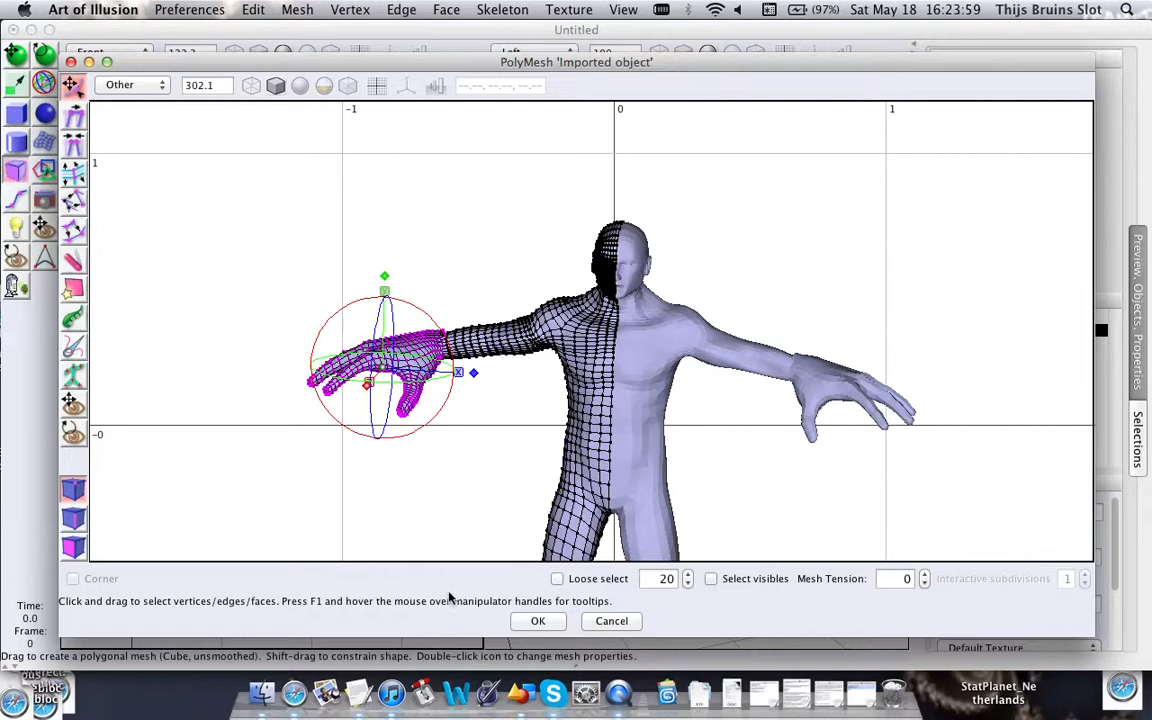 Art of Illusion Preferences Edit Mesh Vertex Edge Face Skeleton Texture View (97%) Sat May 18 16:23:59 Thijs Bruins Slot
Untitled
PolyMesh 'Imported object'
Other 302.1 --.--, --.--, --.--
-1 0 1
1
Y
X
-0
Preview, Objects, Properties
Selections
Corner Loose select 20 Select visibles Mesh Tension: 0 Interactive subdivisions 1
Click and drag to select vertices/edges/faces. Press F1 and hover the mouse over manipulator handles for tooltips.
OK Cancel
Time:
0.0
Frame:
0
Default Texture
Drag to create a polygonal mesh (Cube, unsmoothed). Shift-drag to constrain shape. Double-click icon to change mesh properties.
StatPlanet_Ne
therlands